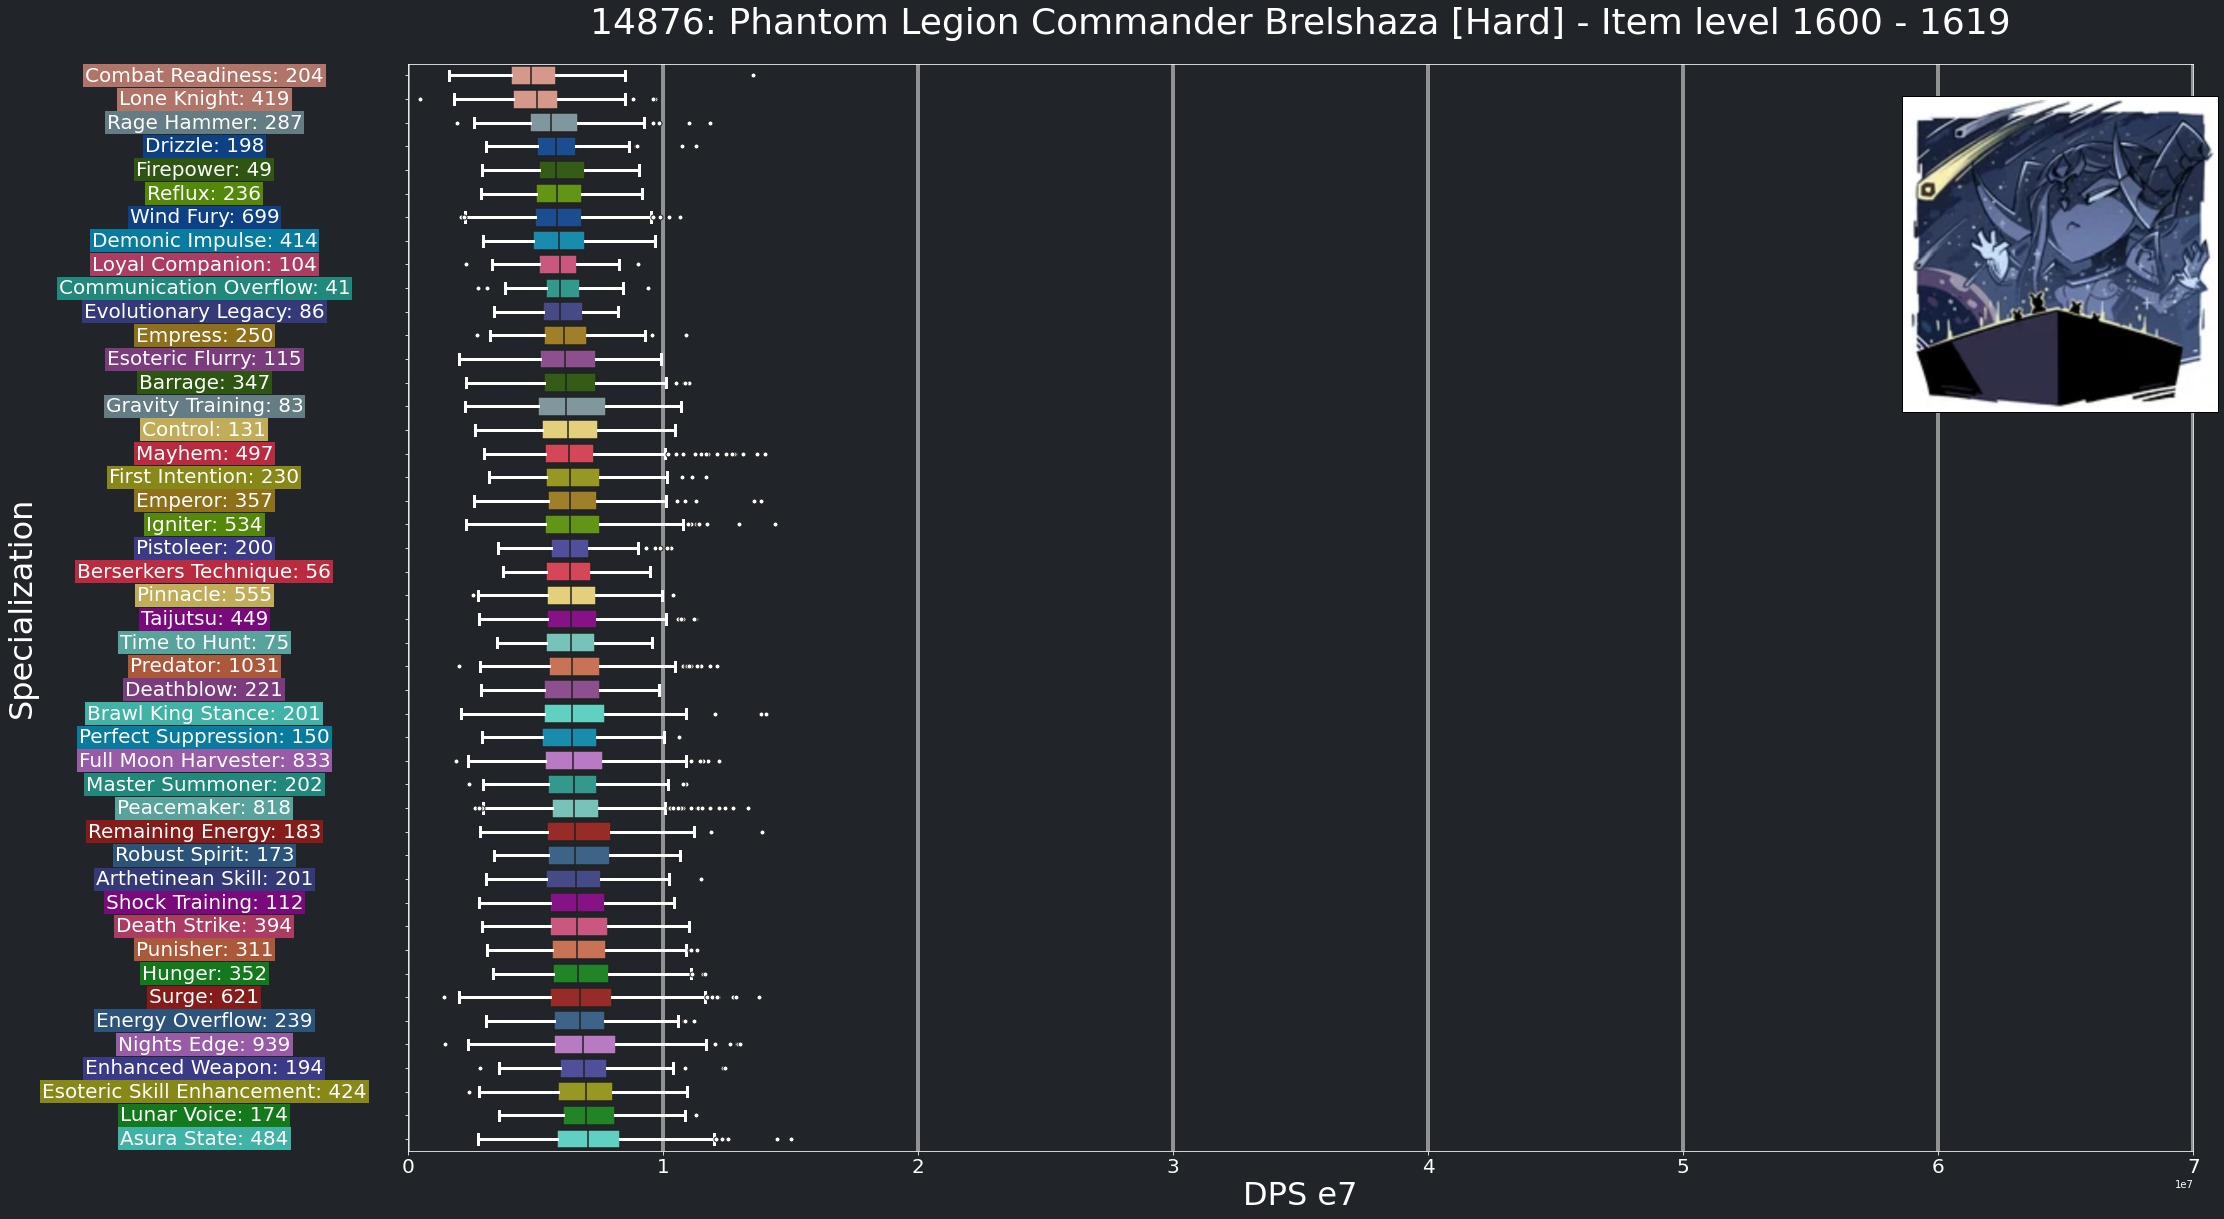 14876: Phantom Legion Commander Brelshaza [Hard] - Item level 1600 - 1619
Specialization
Combat Readiness: 204
Lone Knight: 419
Rage Hammer: 287
Drizzle: 198
Firepower: 49
Reflux: 236
Wind Fury: 699
Demonic Impulse: 414
Loyal Companion: 104
Communication Overflow: 41
Evolutionary Legacy: 86
Empress: 250
Esoteric Flurry: 115
Barrage: 347
Gravity Training: 83
Control: 131
Mayhem: 497
First Intention: 230
Emperor: 357
Igniter: 534
Pistoleer: 200
Berserkers Technique: 56
Pinnacle: 555
Taijutsu: 449
Time to Hunt: 75
Predator: 1031
Deathblow: 221
Brawl King Stance: 201
Perfect Suppression: 150
Full Moon Harvester: 833
Master Summoner: 202
Peacemaker: 818
Remaining Energy: 183
Robust Spirit: 173
Arthetinean Skill: 201
Shock Training: 112
Death Strike: 394
Punisher: 311
Hunger: 352
Surge: 621
Energy Overflow: 239
Nights Edge: 939
Enhanced Weapon: 194
Esoteric Skill Enhancement: 424
Lunar Voice: 174
Asura State: 484
0 1 2 3 4 5 6 7
1e7
DPS e7